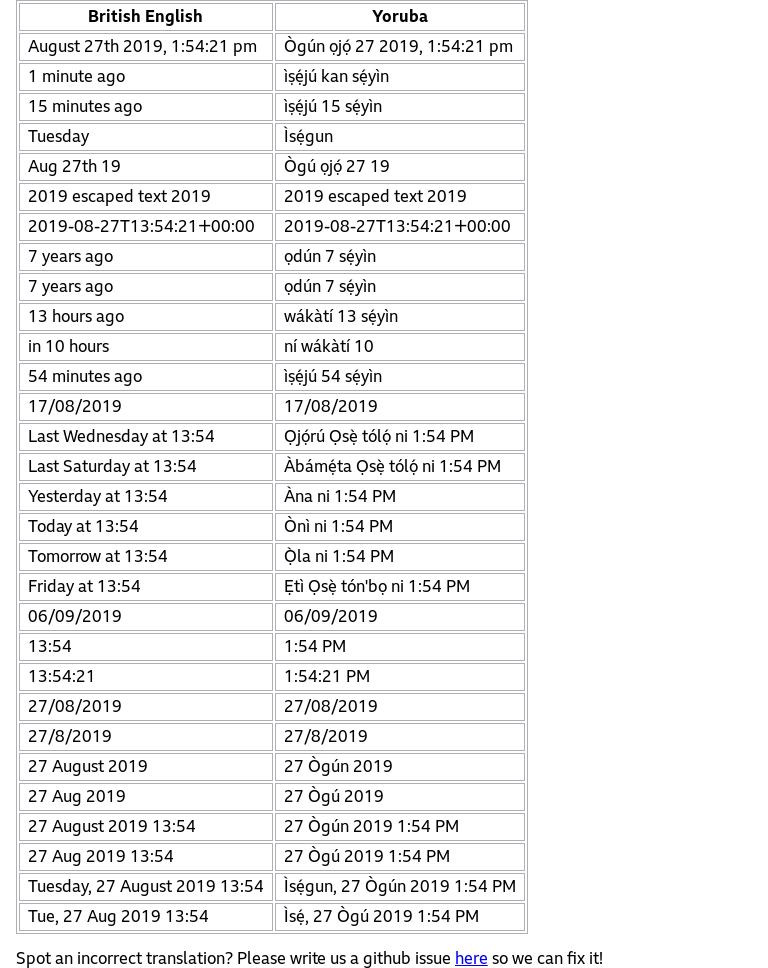 British English Yoruba
August 27th 2019, 1:54:21 pm Ògún ọjọ́ 27 2019, 1:54:21 pm
1 minute ago ìsẹ́jú kan sẹ́yìn
15 minutes ago ìsẹ́jú 15 sẹ́yìn
Tuesday Ìsẹ́gun
Aug 27th 19 Ògú ọjọ́ 27 19
2019 escaped text 2019 2019 escaped text 2019
2019-08-27T13:54:21+00:00 2019-08-27T13:54:21+00:00
7 years ago ọdún 7 sẹ́yìn
7 years ago ọdún 7 sẹ́yìn
13 hours ago wákàtí 13 sẹ́yìn
in 10 hours ní wákàtí 10
54 minutes ago ìsẹ́jú 54 sẹ́yìn
17/08/2019 17/08/2019
Last Wednesday at 13:54 Ọjọ́rú Ọsẹ̀ tólọ́ ni 1:54 PM
Last Saturday at 13:54 Àbámẹ́ta Ọsẹ̀ tólọ́ ni 1:54 PM
Yesterday at 13:54 Àna ni 1:54 PM
Today at 13:54 Ònì ni 1:54 PM
Tomorrow at 13:54 Ọ̀la ni 1:54 PM
Friday at 13:54 Ẹtì Ọsẹ̀ tón'bọ ni 1:54 PM
06/09/2019 06/09/2019
13:54 1:54 PM
13:54:21 1:54:21 PM
27/08/2019 27/08/2019
27/8/2019 27/8/2019
27 August 2019 27 Ògún 2019
27 Aug 2019 27 Ògú 2019
27 August 2019 13:54 27 Ògún 2019 1:54 PM
27 Aug 2019 13:54 27 Ògú 2019 1:54 PM
Tuesday, 27 August 2019 13:54 Ìsẹ́gun, 27 Ògún 2019 1:54 PM
Tue, 27 Aug 2019 13:54 Ìsẹ́, 27 Ògú 2019 1:54 PM
Spot an incorrect translation? Please write us a github issue here so we can fix it!